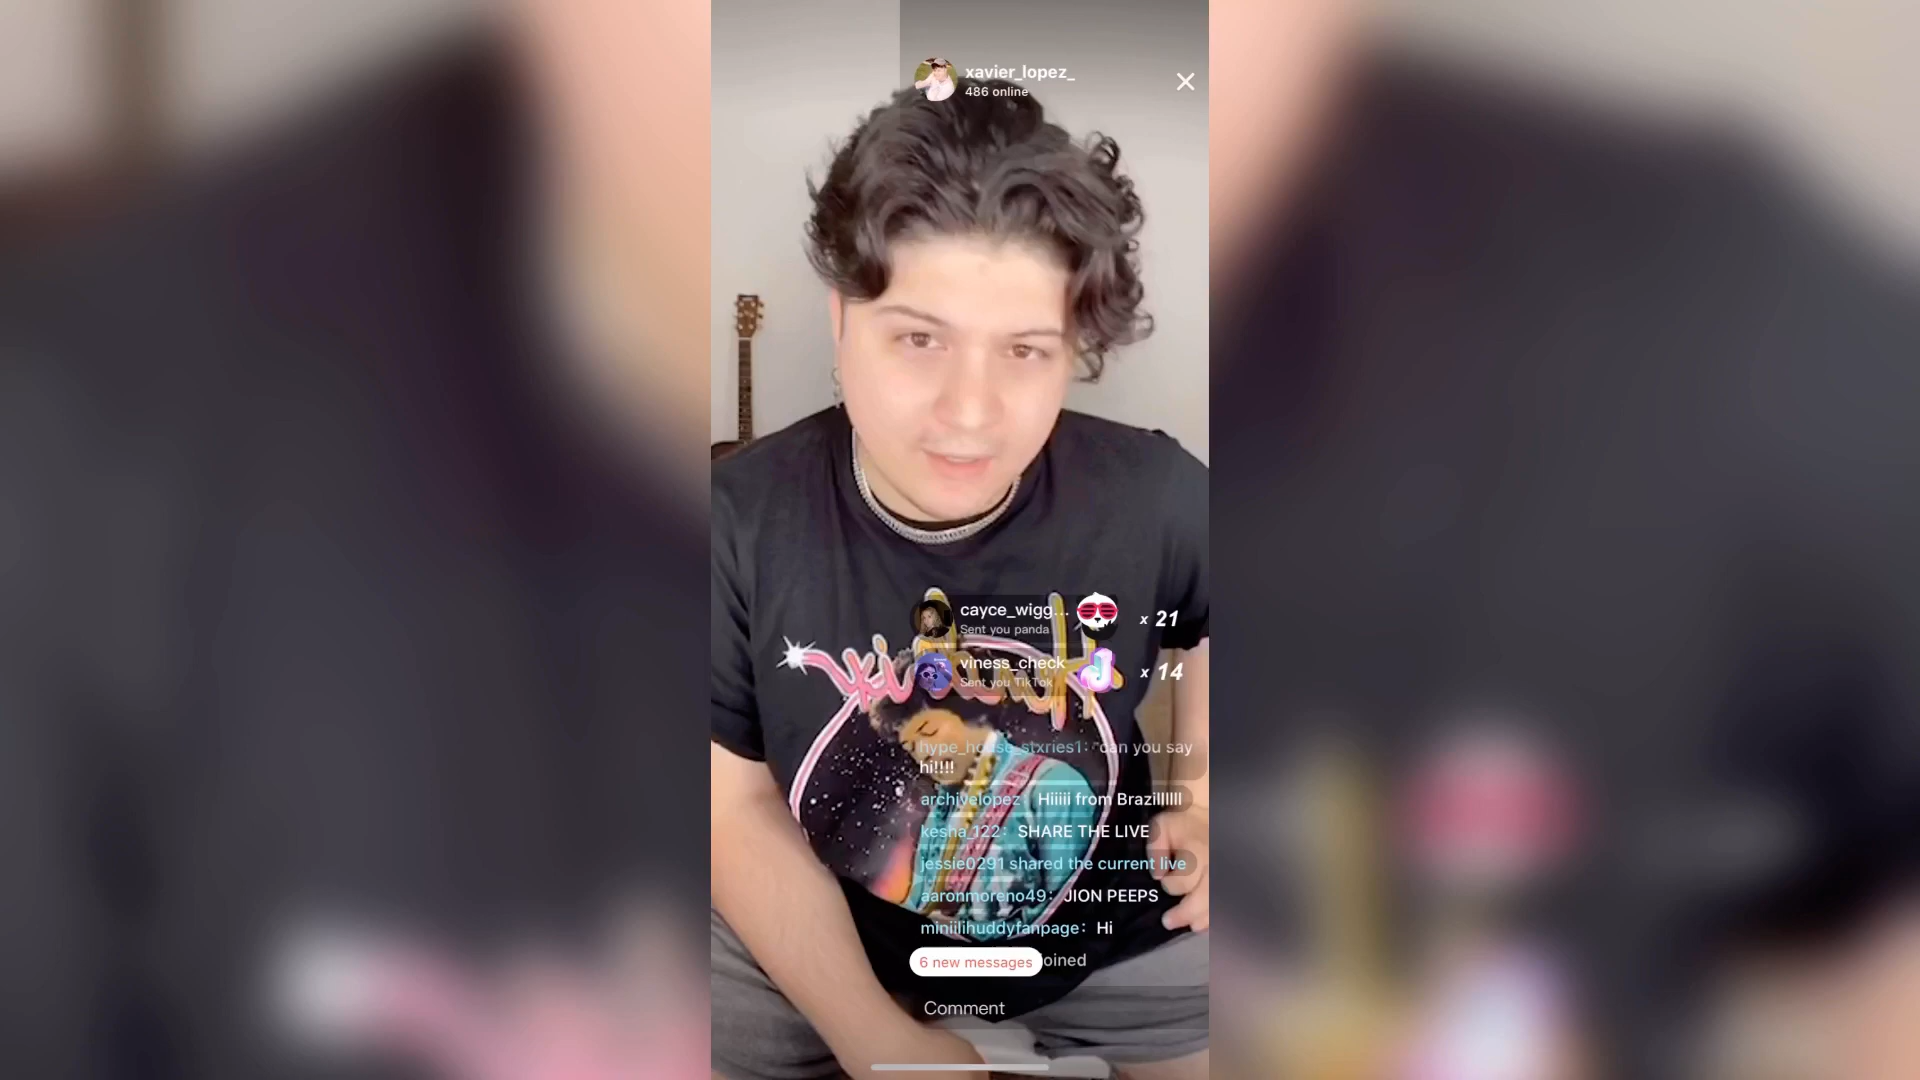 xavier_lopez_
486 online
cayce_wigg...
Sent you panda
x 21
viness_check
Sent you TikTok
x 14
hype_house_stxries1: can you say
hi!!!!
archivelopez: Hiiiii from Brazillllll
kesha_122: SHARE THE LIVE
jessie0291 shared the current live
aaronmoreno49: JION PEEPS
miniilihuddyfanpage: Hi
6 new messages
oined
Comment